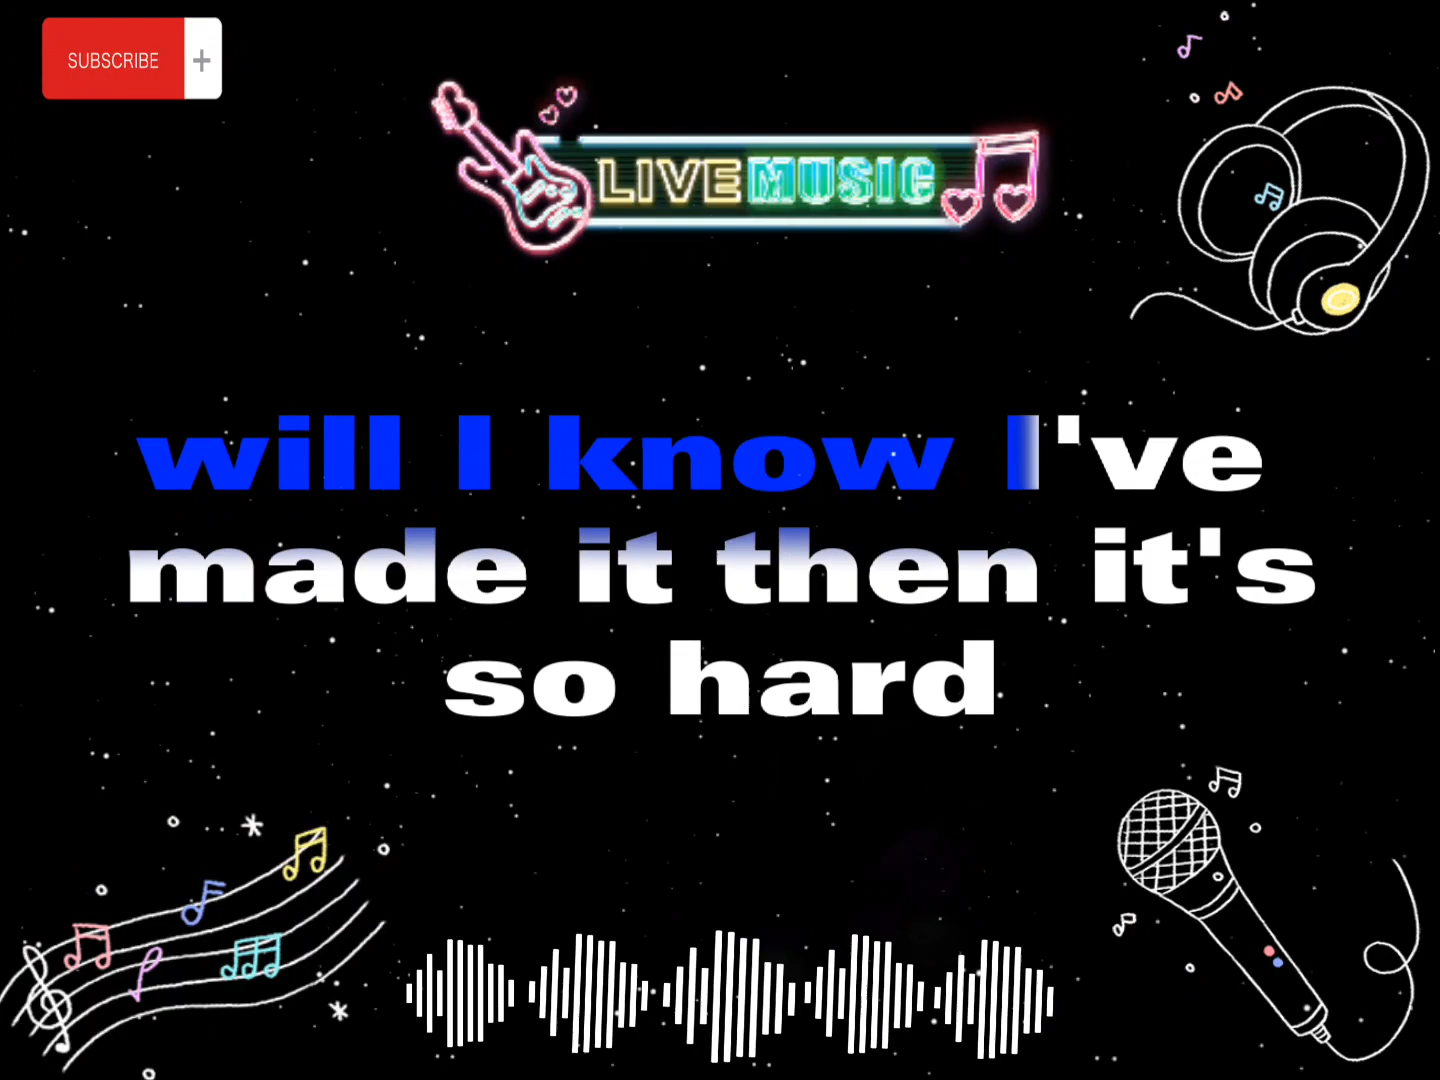 SUBSCRIBE +
LIVE MUSIC
will I know I've
made it then it's
so hard